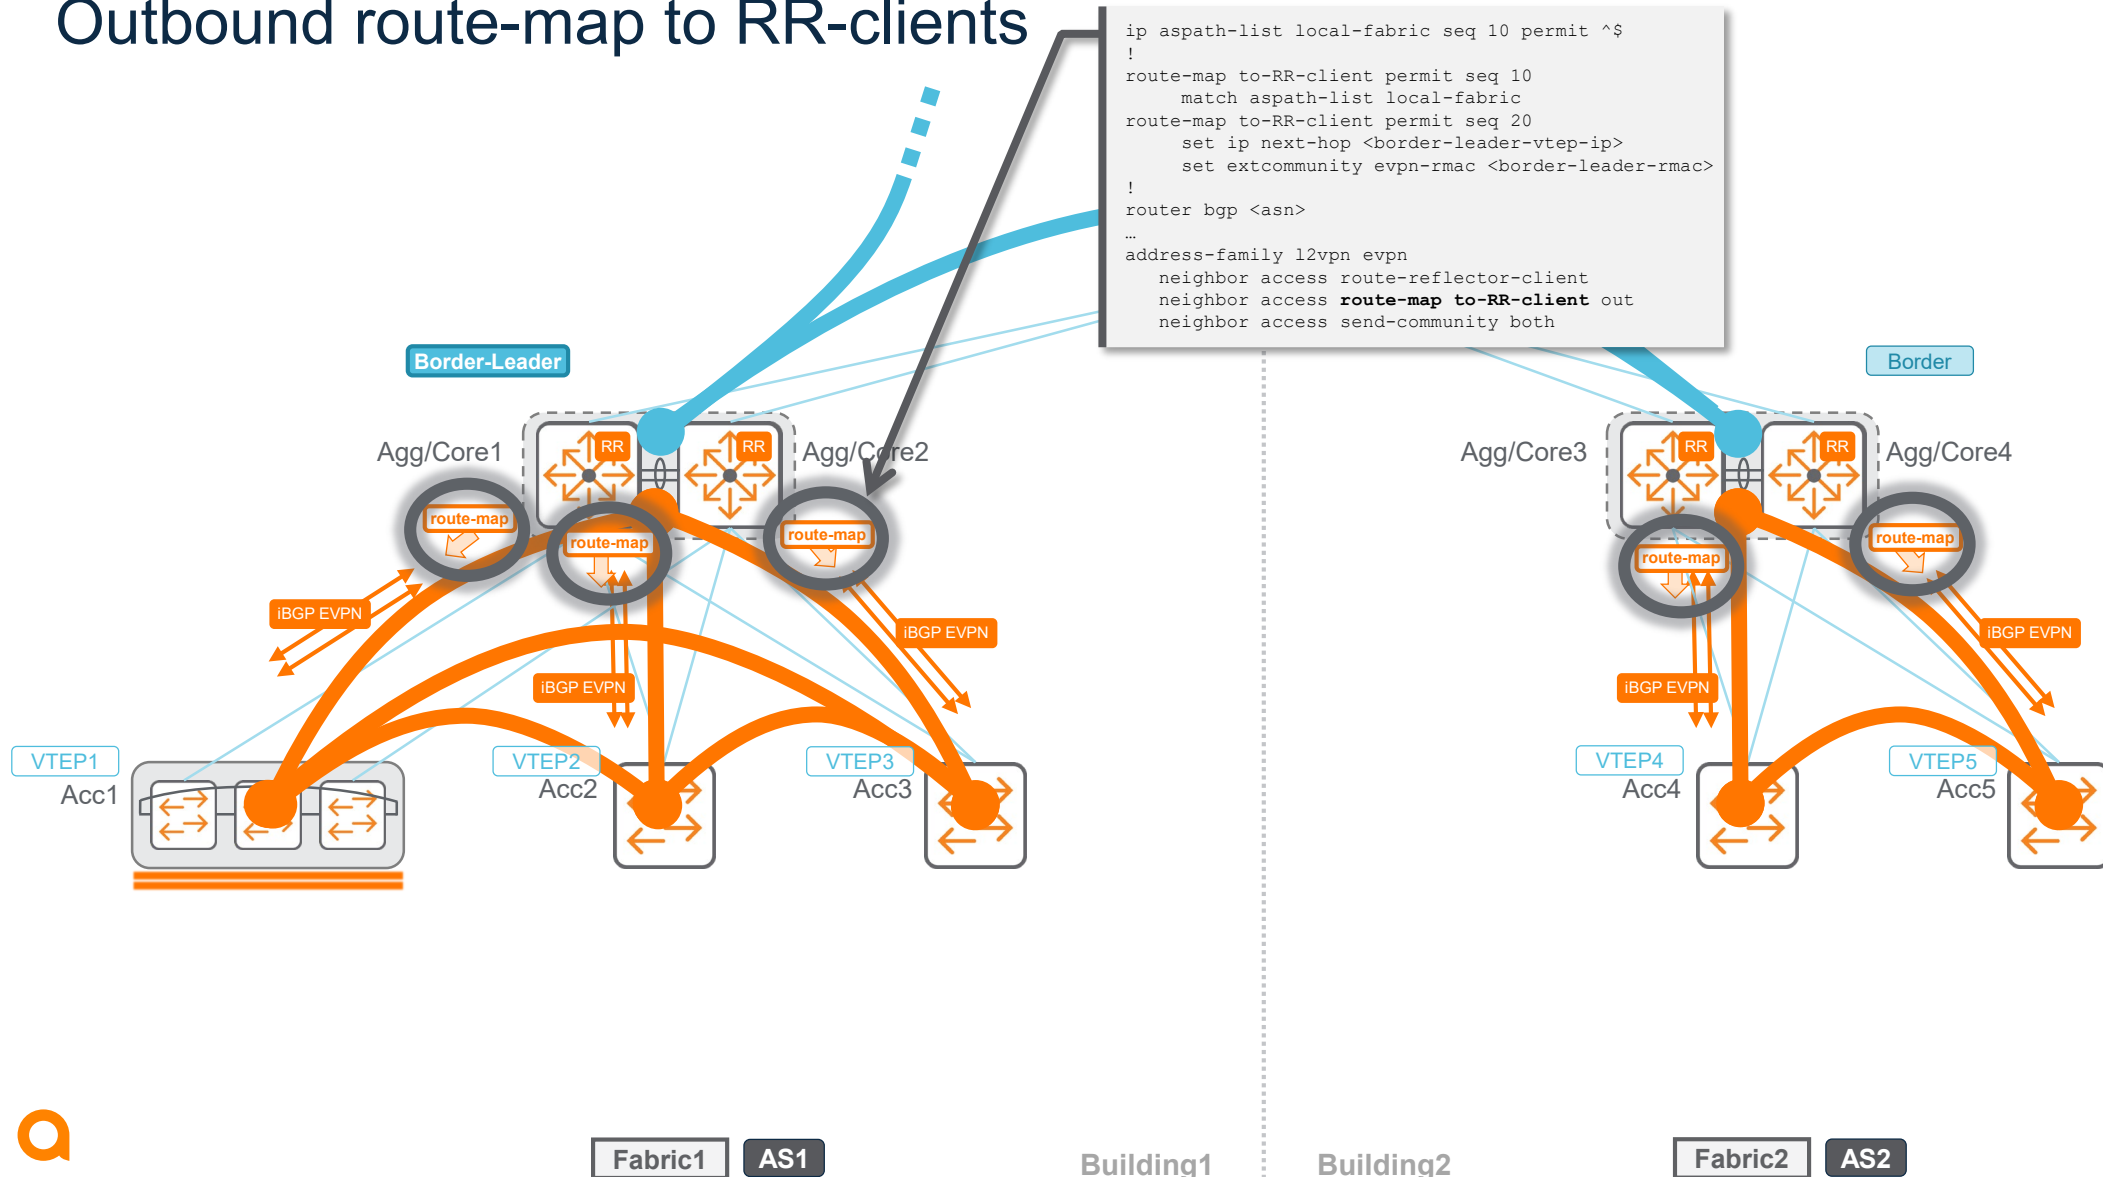 Outbound route-map to RR-clients
ip aspath-list local-fabric seq 10 permit ^$
!
route-map to-RR-client permit seq 10
match aspath-list local-fabric
route-map to-RR-client permit seq 20
set ip next-hop <border-leader-vtep-ip>
set extcommunity evpn-rmac <border-leader-rmac>
!
router bgp <asn>
…
address-family l2vpn evpn
neighbor access route-reflector-client
neighbor access route-map to-RR-client out
neighbor access send-community both
Border-Leader
Border
Agg/Core1
RR
RR
Agg/Core2
Agg/Core3
RR
RR
Agg/Core4
route-map
route-map
route-map
route-map
route-map
iBGP EVPN
iBGP EVPN
iBGP EVPN
iBGP EVPN
iBGP EVPN
VTEP1
Acc1
VTEP2
Acc2
VTEP3
Acc3
VTEP4
Acc4
VTEP5
Acc5
Fabric1
AS1
Building1
Building2
Fabric2
AS2